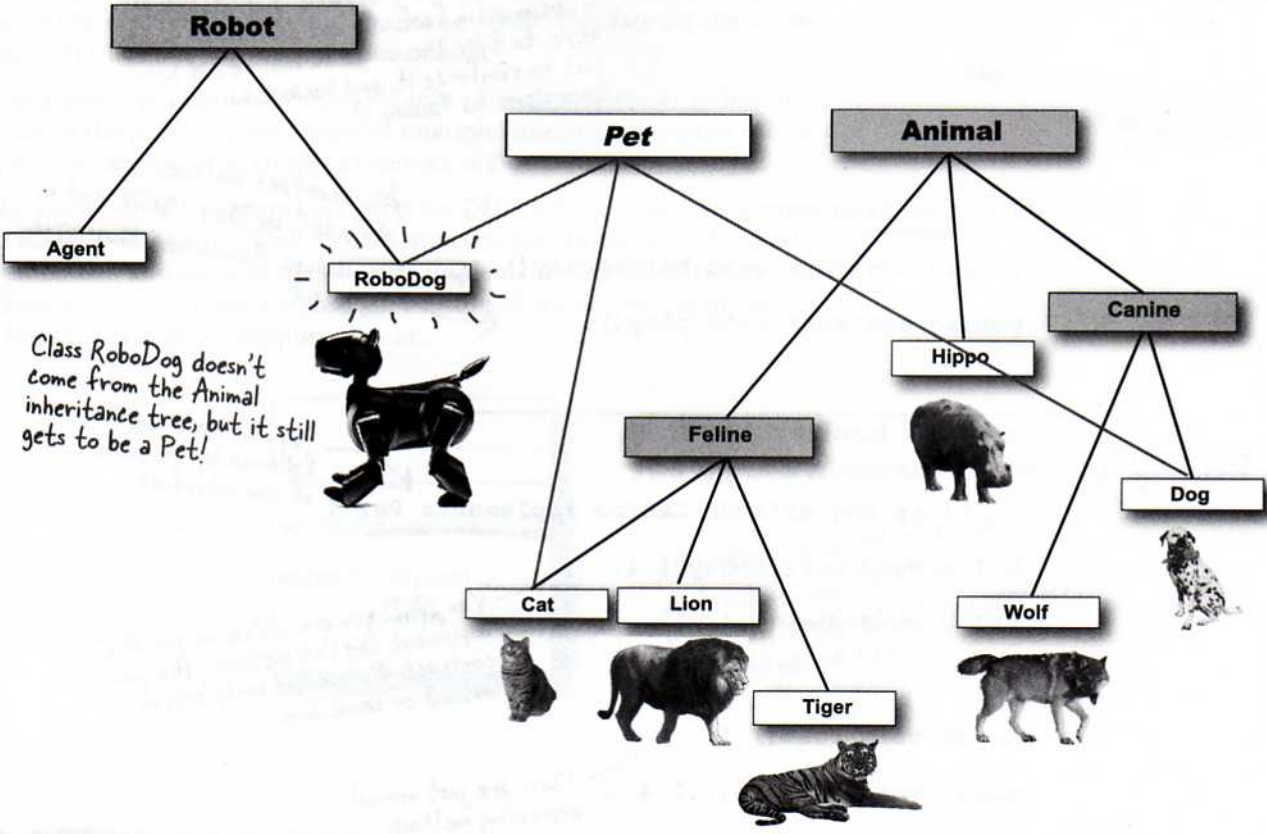 Robot
Pet
Animal
Agent
RoboDog
Canine
Hippo
Class RoboDog doesn't
come from the Animal
inheritance tree, but it still
gets to be a Pet!
Feline
Dog
Cat
Lion
Wolf
Tiger